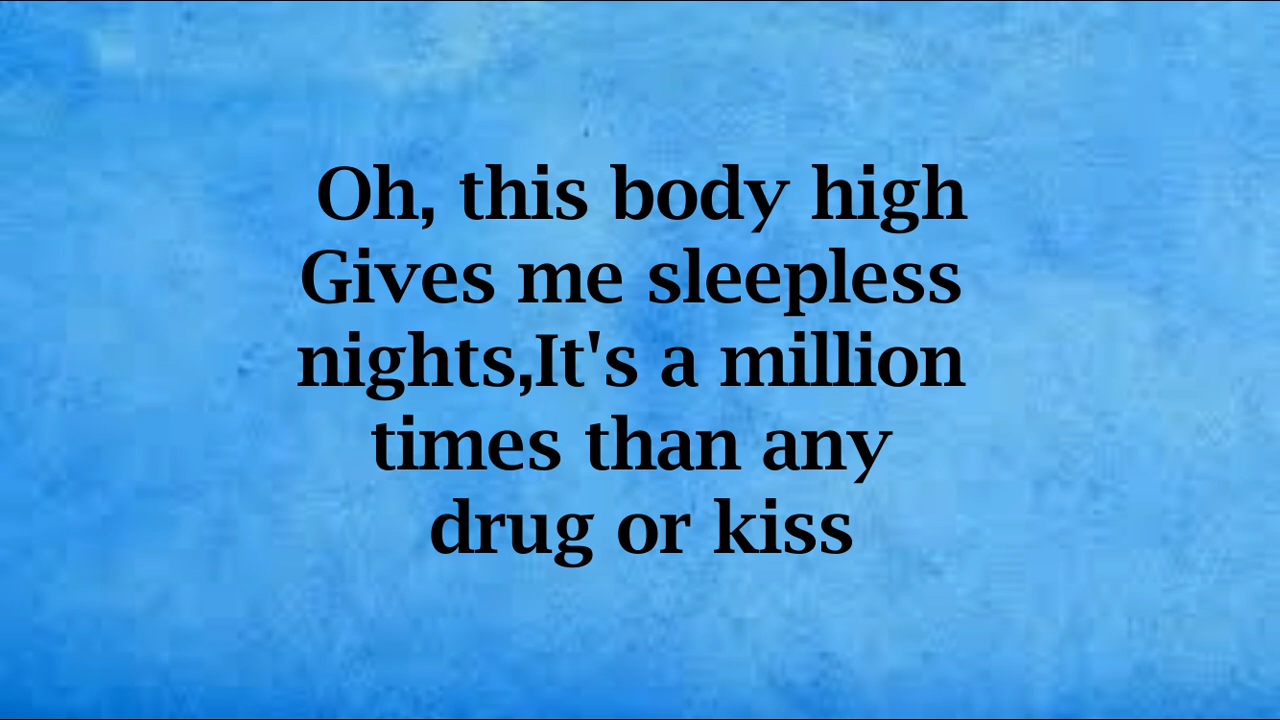 Oh, this body high
Gives me sleepless
nights,It's a million
times than any
drug or kiss